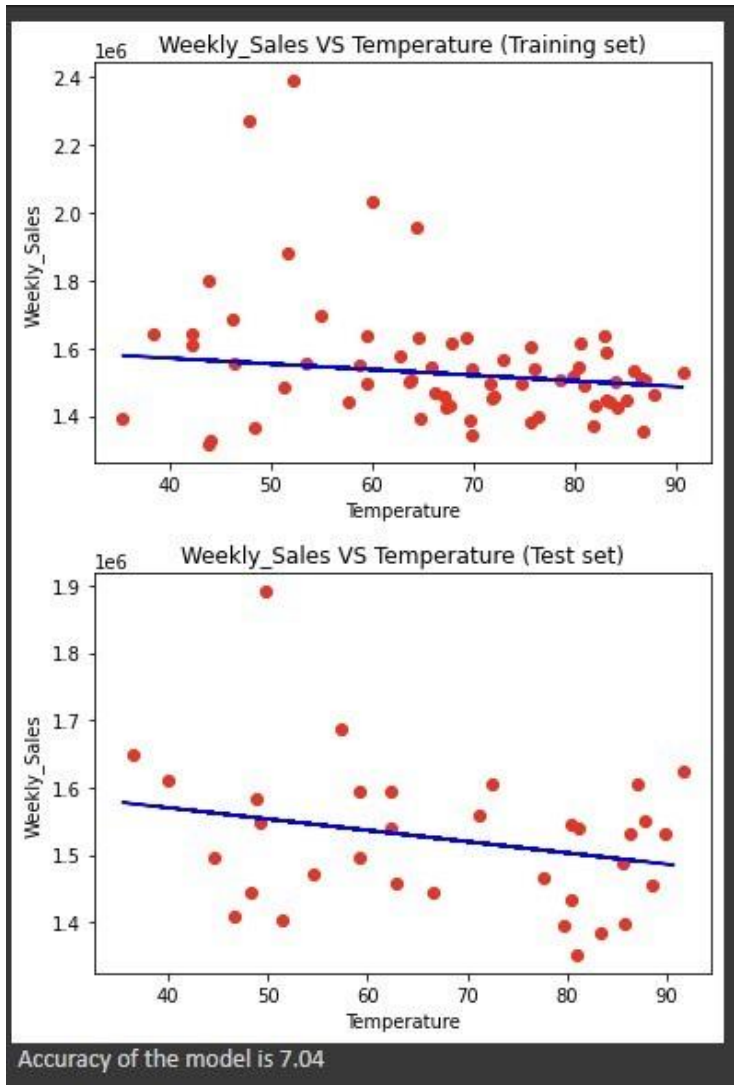 Weekly_Sales VS Temperature (Training set)
1e6
2.4
2.2
2.0
1.8
1.6
1.4
Weekly_Sales
40 50 60 70 80 90
Temperature
Weekly_Sales VS Temperature (Test set)
1e6
1.9
1.8
1.7
1.6
1.5
1.4
Weekly_Sales
40 50 60 70 80 90
Temperature
Accuracy of the model is 7.04